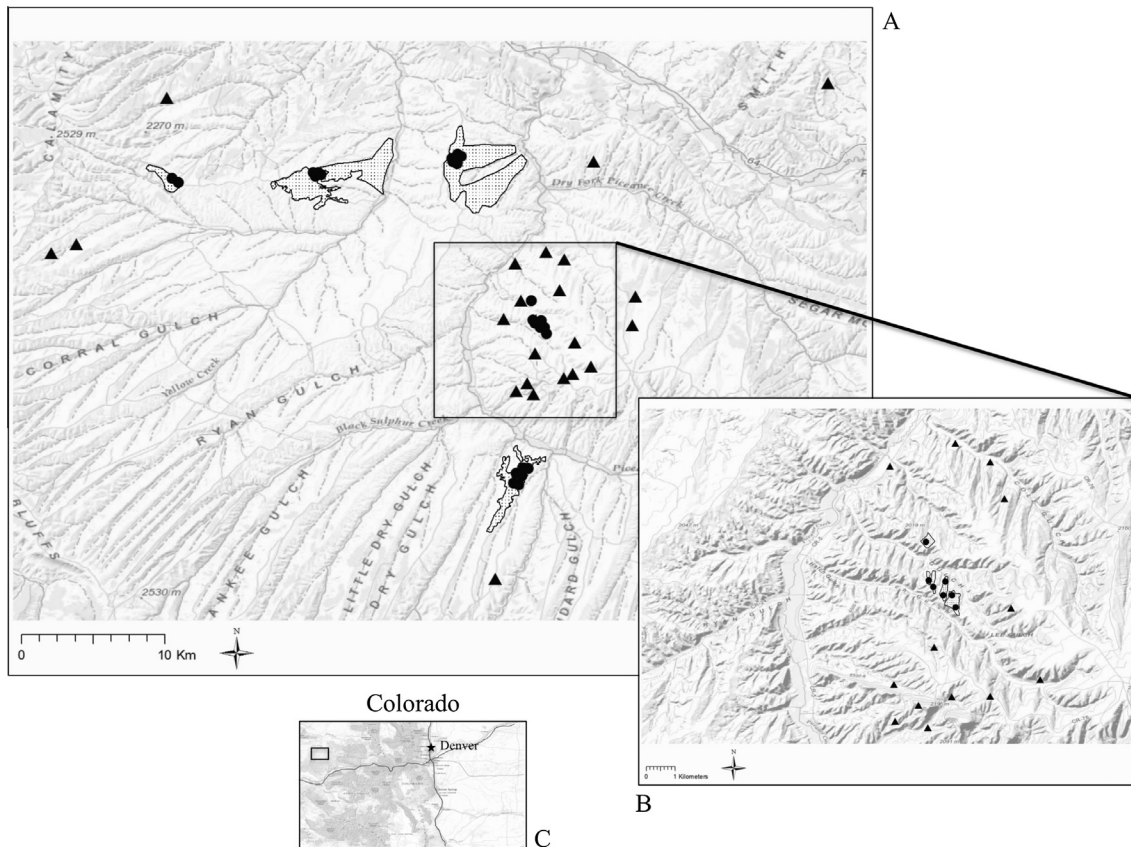 A
CALAMITY
SMITH
2270 m
2529 m
64
Dry Fork Piceance Creek
SEGAR MO
CORRAL GULCH
Yellow Creek
RYAN GULCH
Black Sulphur Creek
BLUFFS
ANKEE GULCH
LITTLE DRY GULCH
DRY GULCH
DDARD GULCH
2530 m
0 10 Km
N
Colorado
Denver
C
0 1 Kilometers
N
B